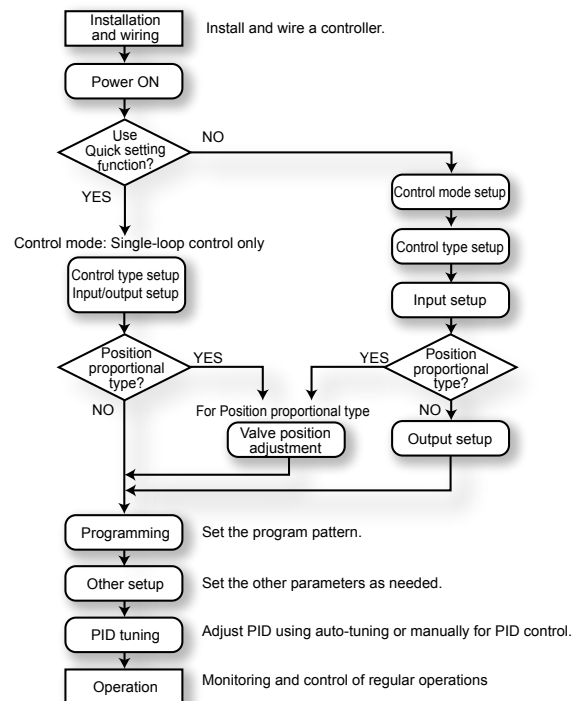 Installation
and wiring
Install and wire a controller.
Power ON
Use
Quick setting
function?
NO
YES
Control mode setup
Control mode: Single-loop control only
Control type setup
Control type setup
Input/output setup
Input setup
Position
proportional
type?
YES
YES
Position
proportional
type?
NO
For Position proportional type
NO
Valve position
adjustment
Output setup
Programming
Set the program pattern.
Other setup
Set the other parameters as needed.
PID tuning
Adjust PID using auto-tuning or manually for PID control.
Operation
Monitoring and control of regular operations